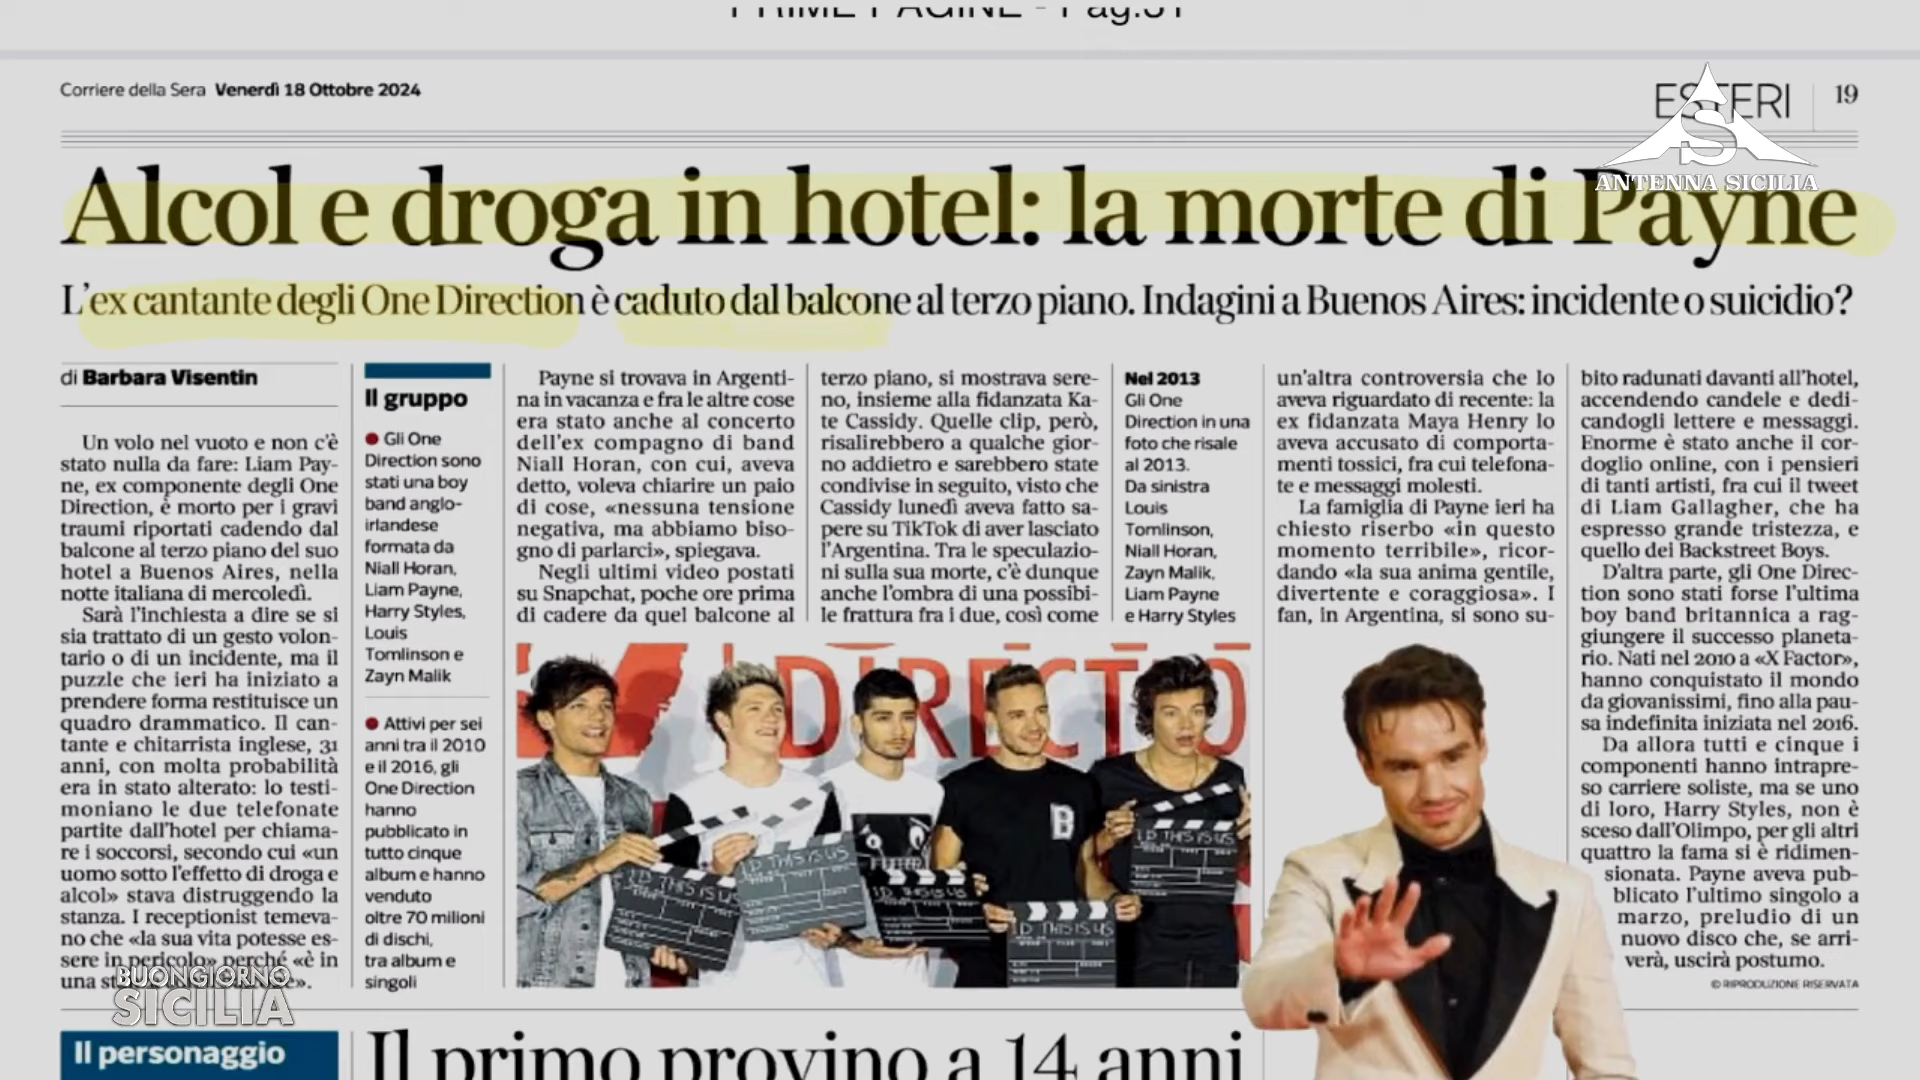 PRIME PAGINE - Pag.31
Corriere della Sera Venerdì 18 Ottobre 2024
ESTERI
19
ANTENNA SICILIA
Alcol e droga in hotel: la morte di Payne
L'ex cantante degli One Direction è caduto dal balcone al terzo piano. Indagini a Buenos Aires: incidente o suicidio?
di Barbara Visentin
Un volo nel vuoto e non c'è
stato nulla da fare: Liam Pay-
ne, ex componente degli One
Direction, è morto per i gravi
traumi riportati cadendo dal
balcone al terzo piano del suo
hotel a Buenos Aires, nella
notte italiana di mercoledì.
Sarà l'inchiesta a dire se si
sia trattato di un gesto volon-
tario o di un incidente, ma il
puzzle che ieri ha iniziato a
prendere forma restituisce un
quadro drammatico. Il can-
tante e chitarrista inglese, 31
anni, con molta probabilità
era in stato alterato: lo testi-
moniano le due telefonate
partite dall'hotel per chiama-
re i soccorsi, secondo cui «un
uomo sotto l'effetto di droga e
alcol» stava distruggendo la
stanza. I receptionist temeva-
no che «la sua vita potesse es-
sere in pericolo» perché «è in
una
BUONGIORNO
SICILIA
Il gruppo
Gli One
Direction sono
stati una boy
band anglo-
irlandese
formata da
Niall Horan,
Liam Payne,
Harry Styles,
Louis
Tomlinson e
Zayn Malik
Attivi per sei
anni tra il 2010
e il 2016, gli
One Direction
hanno
pubblicato in
tutto cinque
album e hanno
venduto
oltre 70 milioni
di dischi,
tra album e
singoli
Payne si trovava in Argenti-
na in vacanza e fra le altre cose
era stato anche al concerto
dell'ex compagno di band
Niall Horan, con cui, aveva
detto, voleva chiarire un paio
di cose, «nessuna tensione
negativa, ma abbiamo biso-
gno di parlarci», spiegava.
Negli ultimi video postati
su Snapchat, poche ore prima
di cadere da quel balcone al
terzo piano, si mostrava sere-
no, insieme alla fidanzata Ka-
te Cassidy. Quelle clip, però,
risalirebbero a qualche gior-
no addietro e sarebbero state
condivise in seguito, visto che
Cassidy lunedì aveva fatto sa-
pere su TikTok di aver lasciato
l'Argentina. Tra le speculazio-
ni sulla sua morte, c'è dunque
anche l'ombra di una possibi-
le frattura fra i due, così come
Nel 2013
Gli One
Direction in una
foto che risale
al 2013.
Da sinistra
Louis
Tomlinson,
Niall Horan,
Zayn Malik,
Liam Payne
e Harry Styles
DIRECTIO
1D THIS IS US
1D THIS IS US
1D THIS IS US
1D THIS IS US
B
un'altra controversia che lo
aveva riguardato di recente: la
ex fidanzata Maya Henry lo
aveva accusato di comporta-
menti tossici, fra cui telefona-
te e messaggi molesti.
La famiglia di Payne ieri ha
chiesto riserbo «in questo
momento terribile», ricor-
dando «la sua anima gentile,
divertente e coraggiosa». I
fan, in Argentina, si sono su-
bito radunati davanti all'hotel,
accendendo candele e dedi-
candogli lettere e messaggi.
Enorme è stato anche il cor-
doglio online, con i pensieri
di tanti artisti, fra cui il tweet
di Liam Gallagher, che ha
espresso grande tristezza, e
quello dei Backstreet Boys.
D'altra parte, gli One Direc-
tion sono stati forse l'ultima
boy band britannica a rag-
giungere il successo planeta-
rio. Nati nel 2010 a «X Factor»,
hanno conquistato il mondo
da giovanissimi, fino alla pau-
sa indefinita iniziata nel 2016.
Da allora tutti e cinque i
componenti hanno intrapre-
so carriere soliste, ma se uno
di loro, Harry Styles, non è
sceso dall'Olimpo, per gli altri
quattro la fama si è ridimen-
sionata. Payne aveva pub-
blicato l'ultimo singolo a
marzo, preludio di un
nuovo disco che, se arri-
verà, uscirà postumo.
© RIPRODUZIONE RISERVATA
Il personaggio
Il primo provino a 14 anni